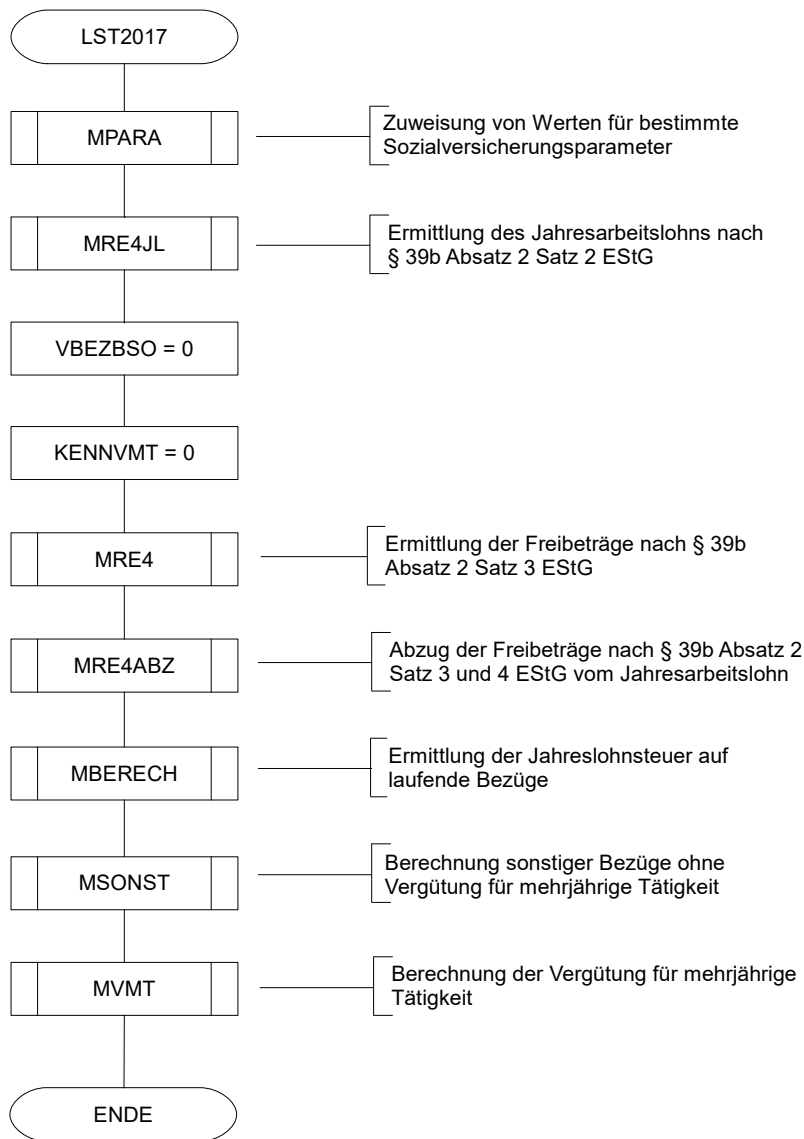 LST2017
MPARA
Zuweisung von Werten für bestimmte
Sozialversicherungsparameter
MRE4JL
Ermittlung des Jahresarbeitslohns nach
§ 39b Absatz 2 Satz 2 EStG
VBEZBSO = 0
KENNVMT = 0
MRE4
Ermittlung der Freibeträge nach § 39b
Absatz 2 Satz 3 EStG
MRE4ABZ
Abzug der Freibeträge nach § 39b Absatz 2
Satz 3 und 4 EStG vom Jahresarbeitslohn
MBERECH
Ermittlung der Jahreslohnsteuer auf
laufende Bezüge
MSONST
Berechnung sonstiger Bezüge ohne
Vergütung für mehrjährige Tätigkeit
MVMT
Berechnung der Vergütung für mehrjährige
Tätigkeit
ENDE